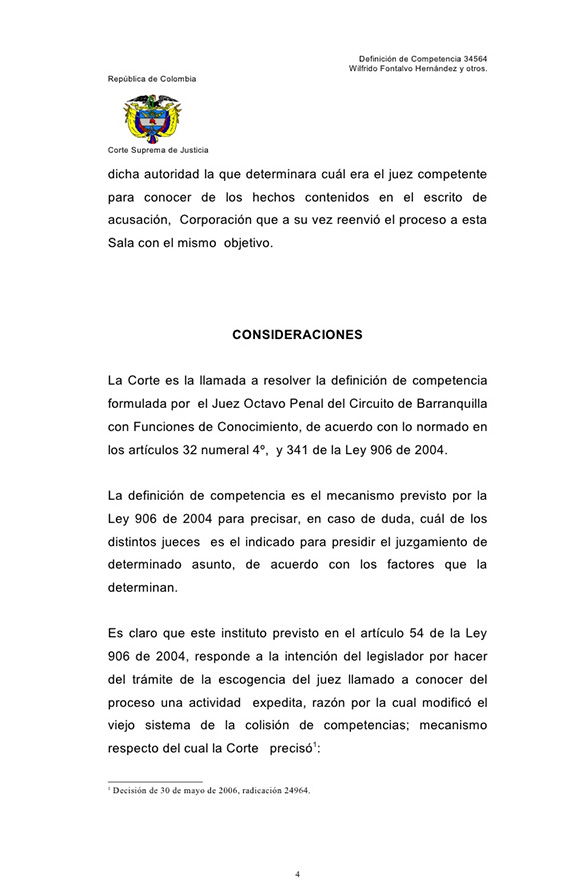 Definición de Competencia 34564
Wilfrido Fontalvo Hernández y otros.
República de Colombia
Corte Suprema de Justicia
dicha autoridad la que determinara cuál era el juez competente
para conocer de los hechos contenidos en el escrito de
acusación, Corporación que a su vez reenvió el proceso a esta
Sala con el mismo objetivo.
CONSIDERACIONES
La Corte es la llamada a resolver la definición de competencia
formulada por el Juez Octavo Penal del Circuito de Barranquilla
con Funciones de Conocimiento, de acuerdo con lo normado en
los artículos 32 numeral 4º, y 341 de la Ley 906 de 2004.
La definición de competencia es el mecanismo previsto por la
Ley 906 de 2004 para precisar, en caso de duda, cuál de los
distintos jueces es el indicado para presidir el juzgamiento de
determinado asunto, de acuerdo con los factores que la
determinan.
Es claro que este instituto previsto en el artículo 54 de la Ley
906 de 2004, responde a la intención del legislador por hacer
del trámite de la escogencia del juez llamado a conocer del
proceso una actividad expedita, razón por la cual modificó el
viejo sistema de la colisión de competencias; mecanismo
respecto del cual la Corte precisó¹:
¹ Decisión de 30 de mayo de 2006, radicación 24964.
4